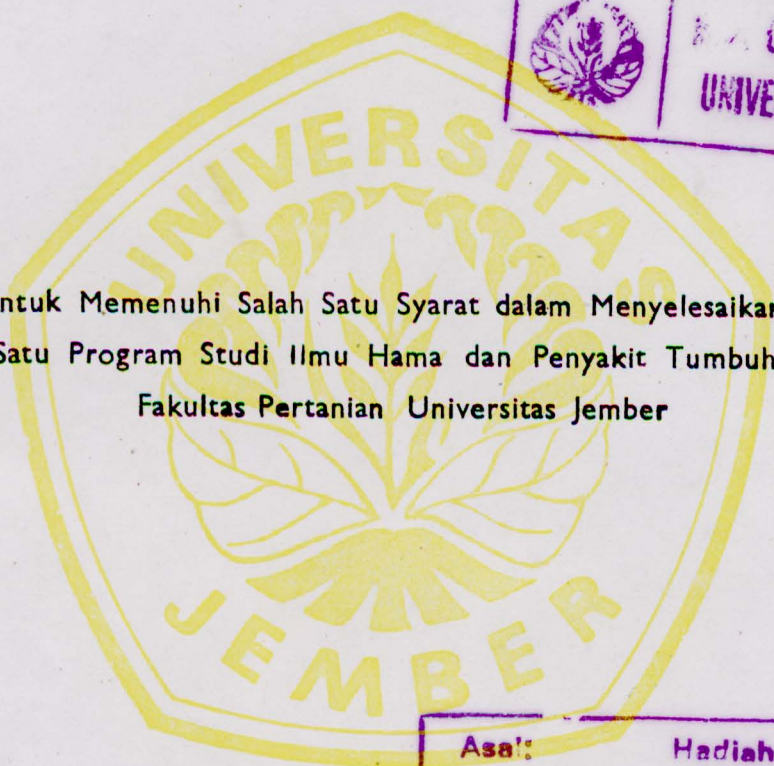 UNIVE
UNIVERSITAS
ntuk Memenuhi Salah Satu Syarat dalam Menyelesaikan
Satu Program Studi Ilmu Hama dan Penyakit Tumbuh
Fakultas Pertanian Universitas Jember
JEMBER
Asal: Hadiah